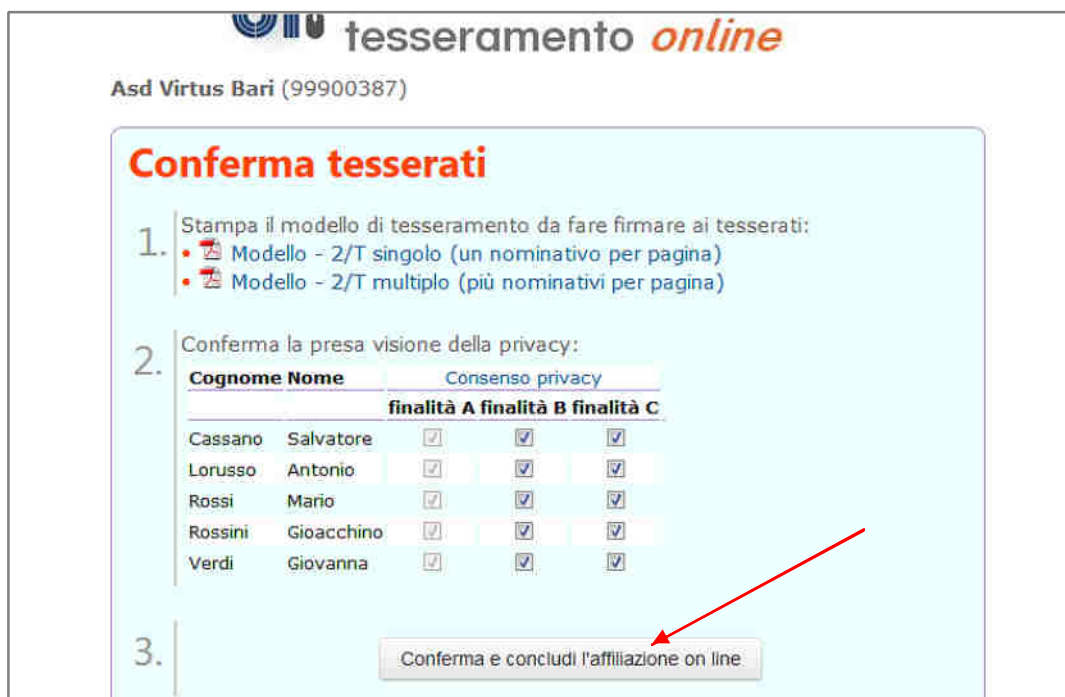 tesseramento online
Asd Virtus Bari (99900387)
Conferma tesserati
1. Stampa il modello di tesseramento da fare firmare ai tesserati:
• Modello - 2/T singolo (un nominativo per pagina)
• Modello - 2/T multiplo (più nominativi per pagina)
2. Conferma la presa visione della privacy:
Cognome Nome Consenso privacy
finalità A finalità B finalità C
Cassano Salvatore
Lorusso Antonio
Rossi Mario
Rossini Gioacchino
Verdi Giovanna
3. Conferma e concludi l'affiliazione on line